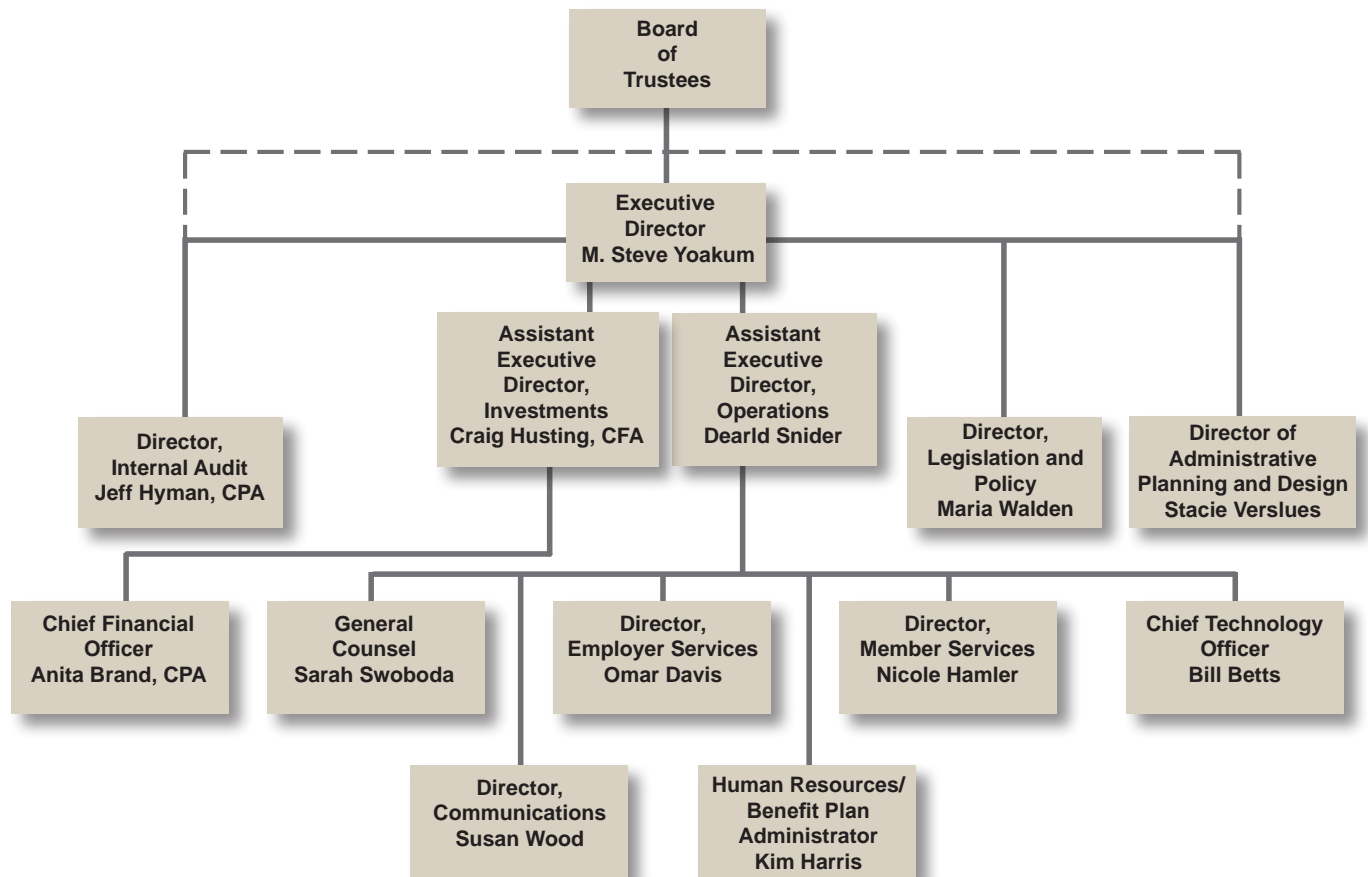 Board
of
Trustees
Executive
Director
M. Steve Yoakum
Assistant
Executive
Director,
Investments
Craig Husting, CFA
Assistant
Executive
Director,
Operations
Dearld Snider
Director,
Internal Audit
Jeff Hyman, CPA
Director,
Legislation and
Policy
Maria Walden
Director of
Administrative
Planning and Design
Stacie Verslues
Chief Financial
Officer
Anita Brand, CPA
General
Counsel
Sarah Swoboda
Director,
Employer Services
Omar Davis
Director,
Member Services
Nicole Hamler
Chief Technology
Officer
Bill Betts
Director,
Communications
Susan Wood
Human Resources/
Benefit Plan
Administrator
Kim Harris